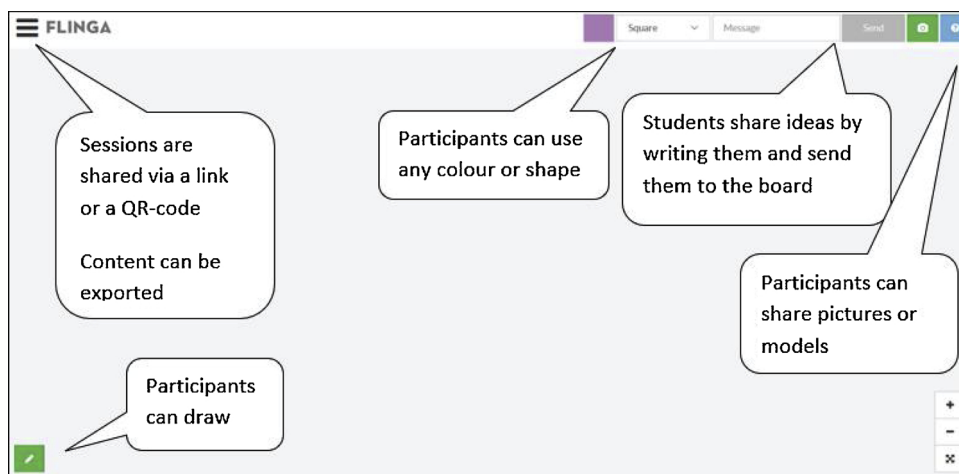 FLINGA
Square
Message
Send
Sessions are
shared via a link
or a QR-code
Content can be
exported
Participants can use
any colour or shape
Students share ideas by
writing them and send
them to the board
Participants can
share pictures or
models
Participants
can draw